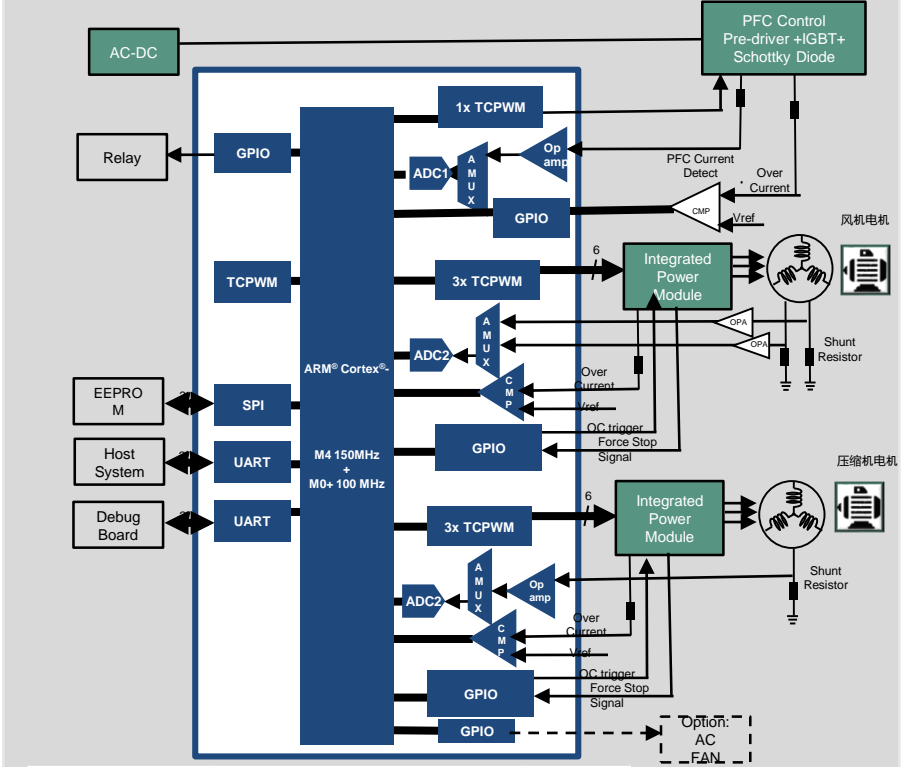 AC-DC
PFC Control
Pre-driver +IGBT+
Schottky Diode
1x TCPWM
Relay
GPIO
ADC1
A
M
U
X
Op
amp
PFC Current
Detect
Over
Current
GPIO
CMP
Vref
风机电机
TCPWM
3x TCPWM
6
Integrated
Power
Module
ADC2
A
M
U
X
OPA
OPA
Shunt
Resistor
ARM® Cortex®-
M4 150MHz
+
M0+ 100 MHz
EEPRO
M
SPI
C
M
P
Over
Current
Vref
Host
System
UART
GPIO
OC trigger
Force Stop
Signal
压缩机电机
Debug
Board
UART
3x TCPWM
6
Integrated
Power
Module
ADC2
A
M
U
X
Op
amp
Shunt
Resistor
C
M
P
Over
Current
Vref
GPIO
OC trigger
Force Stop
Signal
GPIO
Option:
AC
FAN